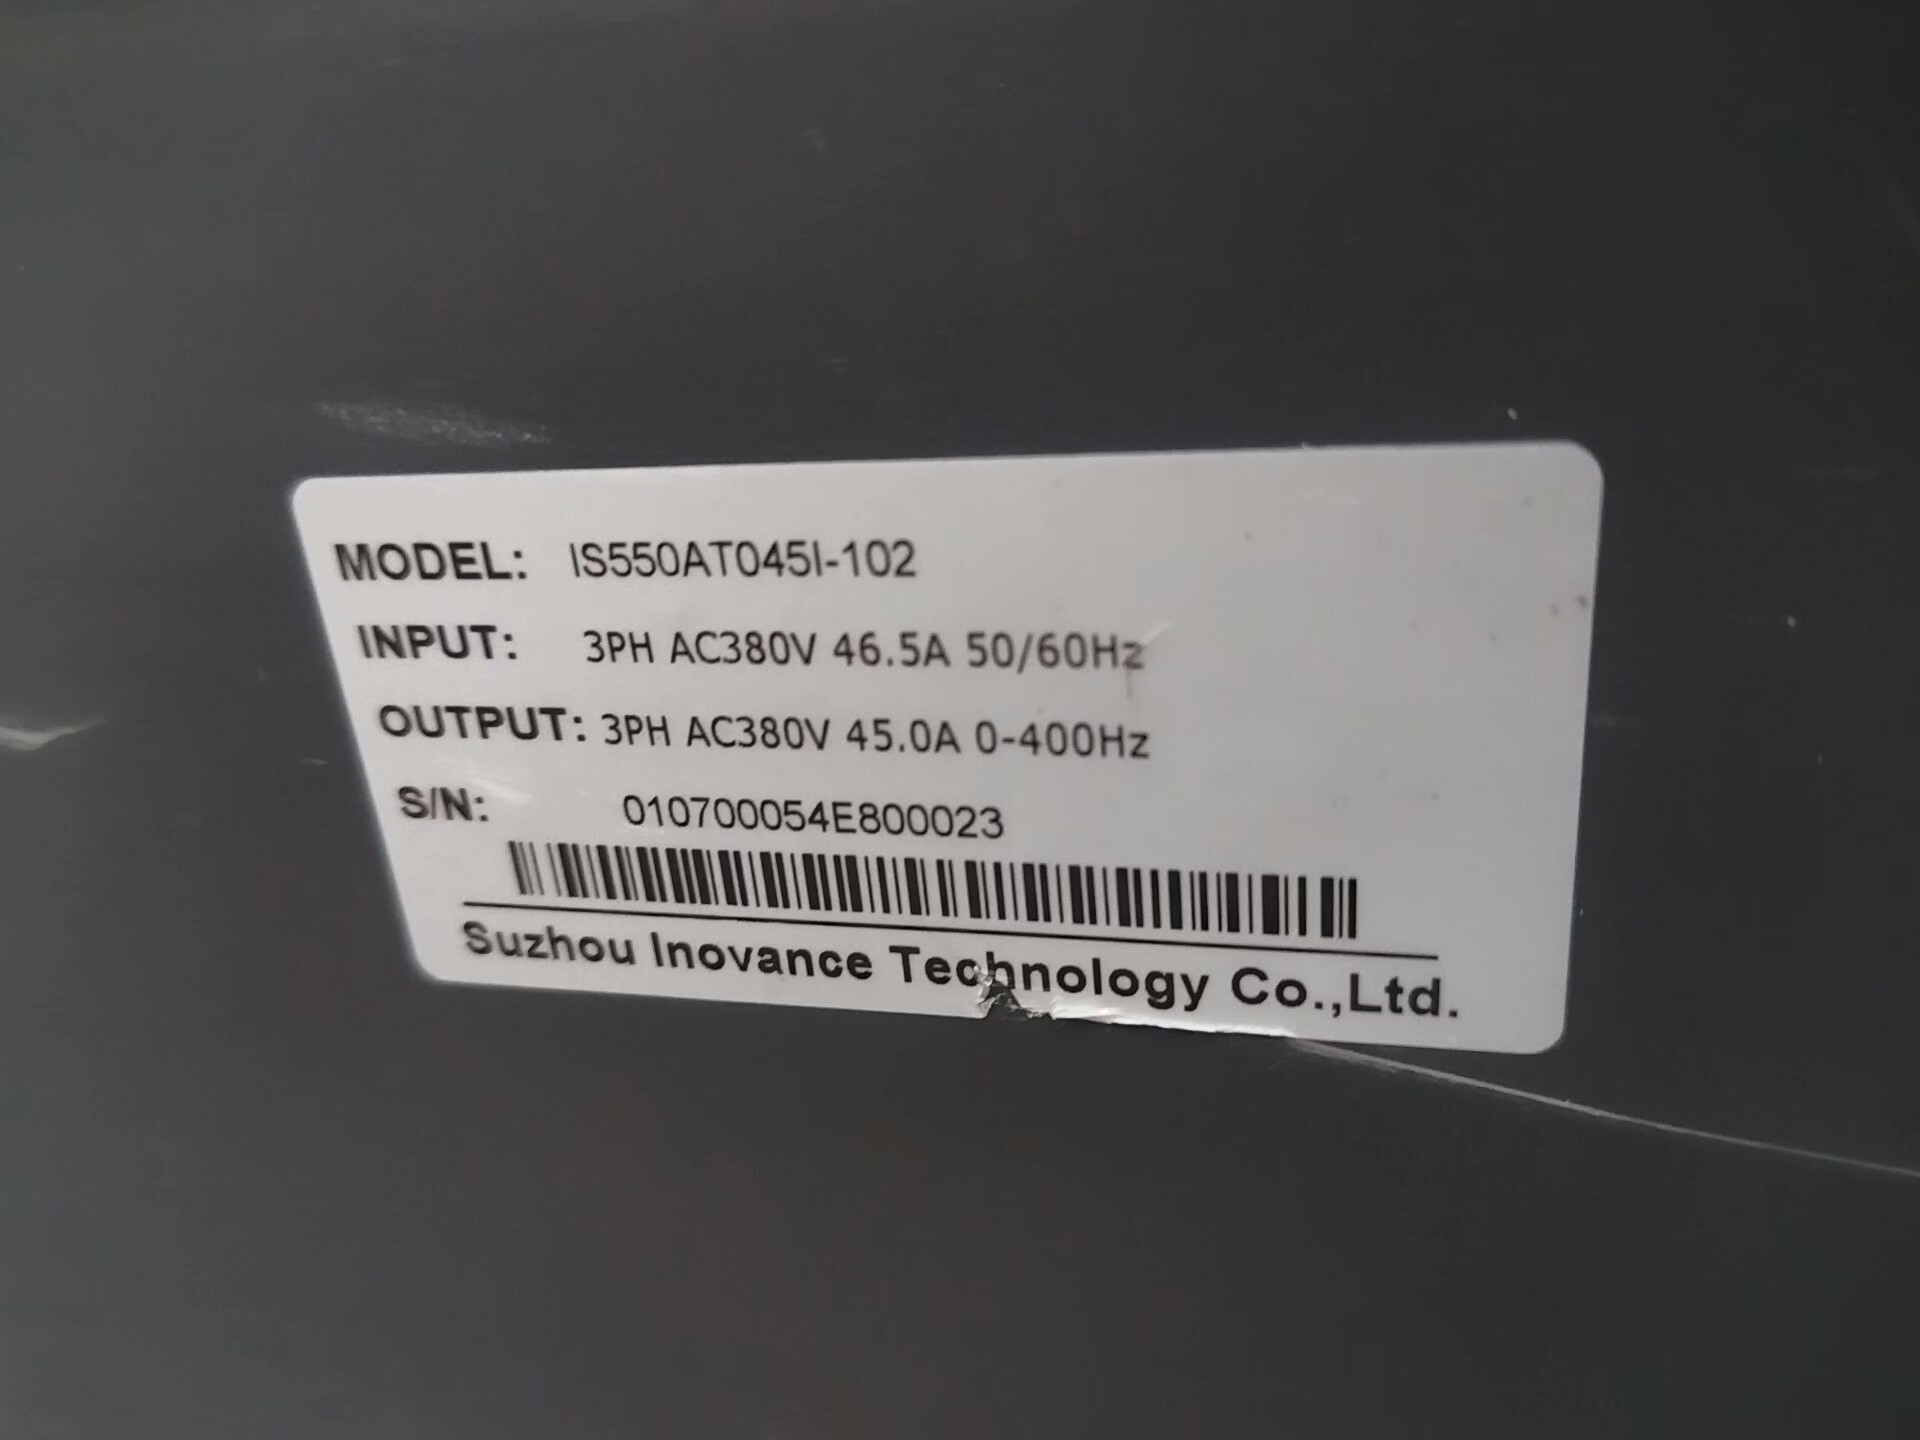 MODEL: IS550AT045I-102
INPUT: 3PH AC380V 46.5A 50/60Hz
OUTPUT: 3PH AC380V 45.0A 0-400Hz
S/N: 010700054E800023
Suzhou Inovance Technology Co.,Ltd.